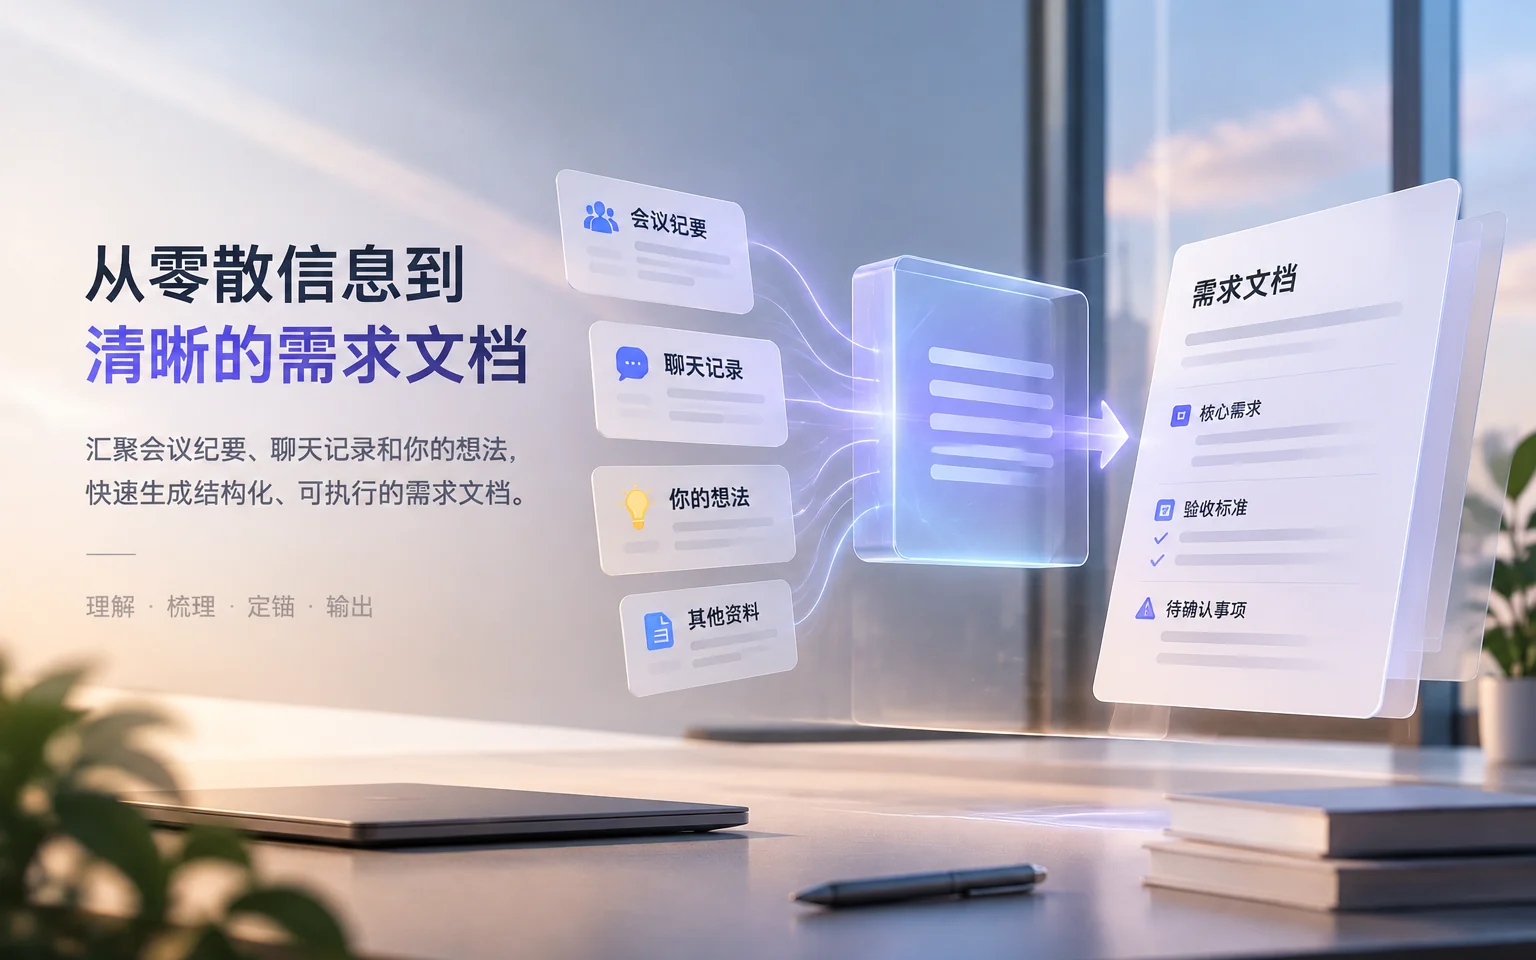 从零散信息到
清晰的需求文档
汇聚会议纪要、聊天记录和你的想法，
快速生成结构化、可执行的需求文档。
理解 · 梳理 · 定锚 · 输出
会议纪要
聊天记录
你的想法
其他资料
需求文档
核心需求
验收标准
待确认事项